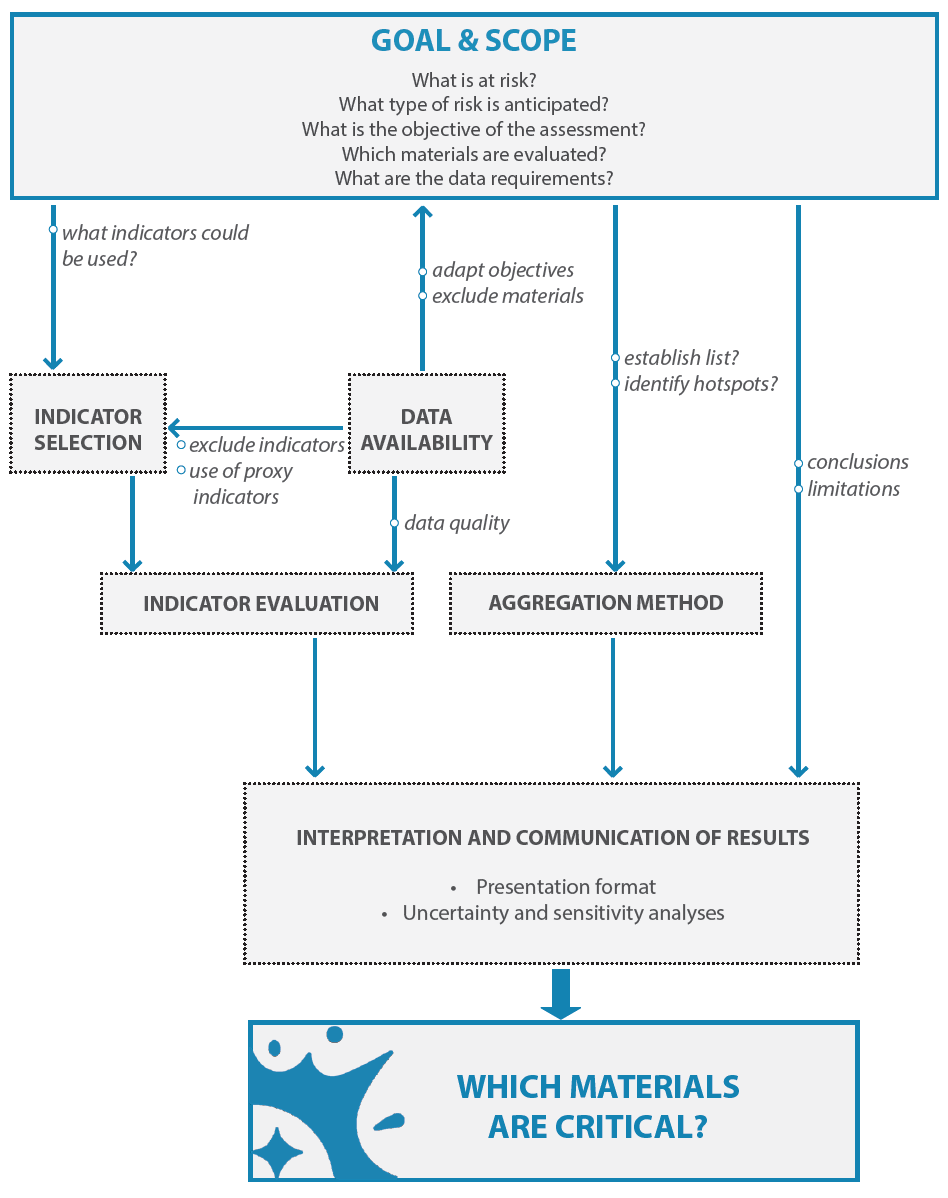 GOAL & SCOPE
What is at risk?
What type of risk is anticipated?
What is the objective of the assessment?
Which materials are evaluated?
What are the data requirements?
what indicators could
be used?
adapt objectives
exclude materials
establish list?
identify hotspots?
INDICATOR
SELECTION
DATA
AVAILABILITY
exclude indicators
use of proxy
indicators
conclusions
limitations
data quality
INDICATOR EVALUATION
AGGREGATION METHOD
INTERPRETATION AND COMMUNICATION OF RESULTS
• Presentation format
• Uncertainty and sensitivity analyses
WHICH MATERIALS
ARE CRITICAL?